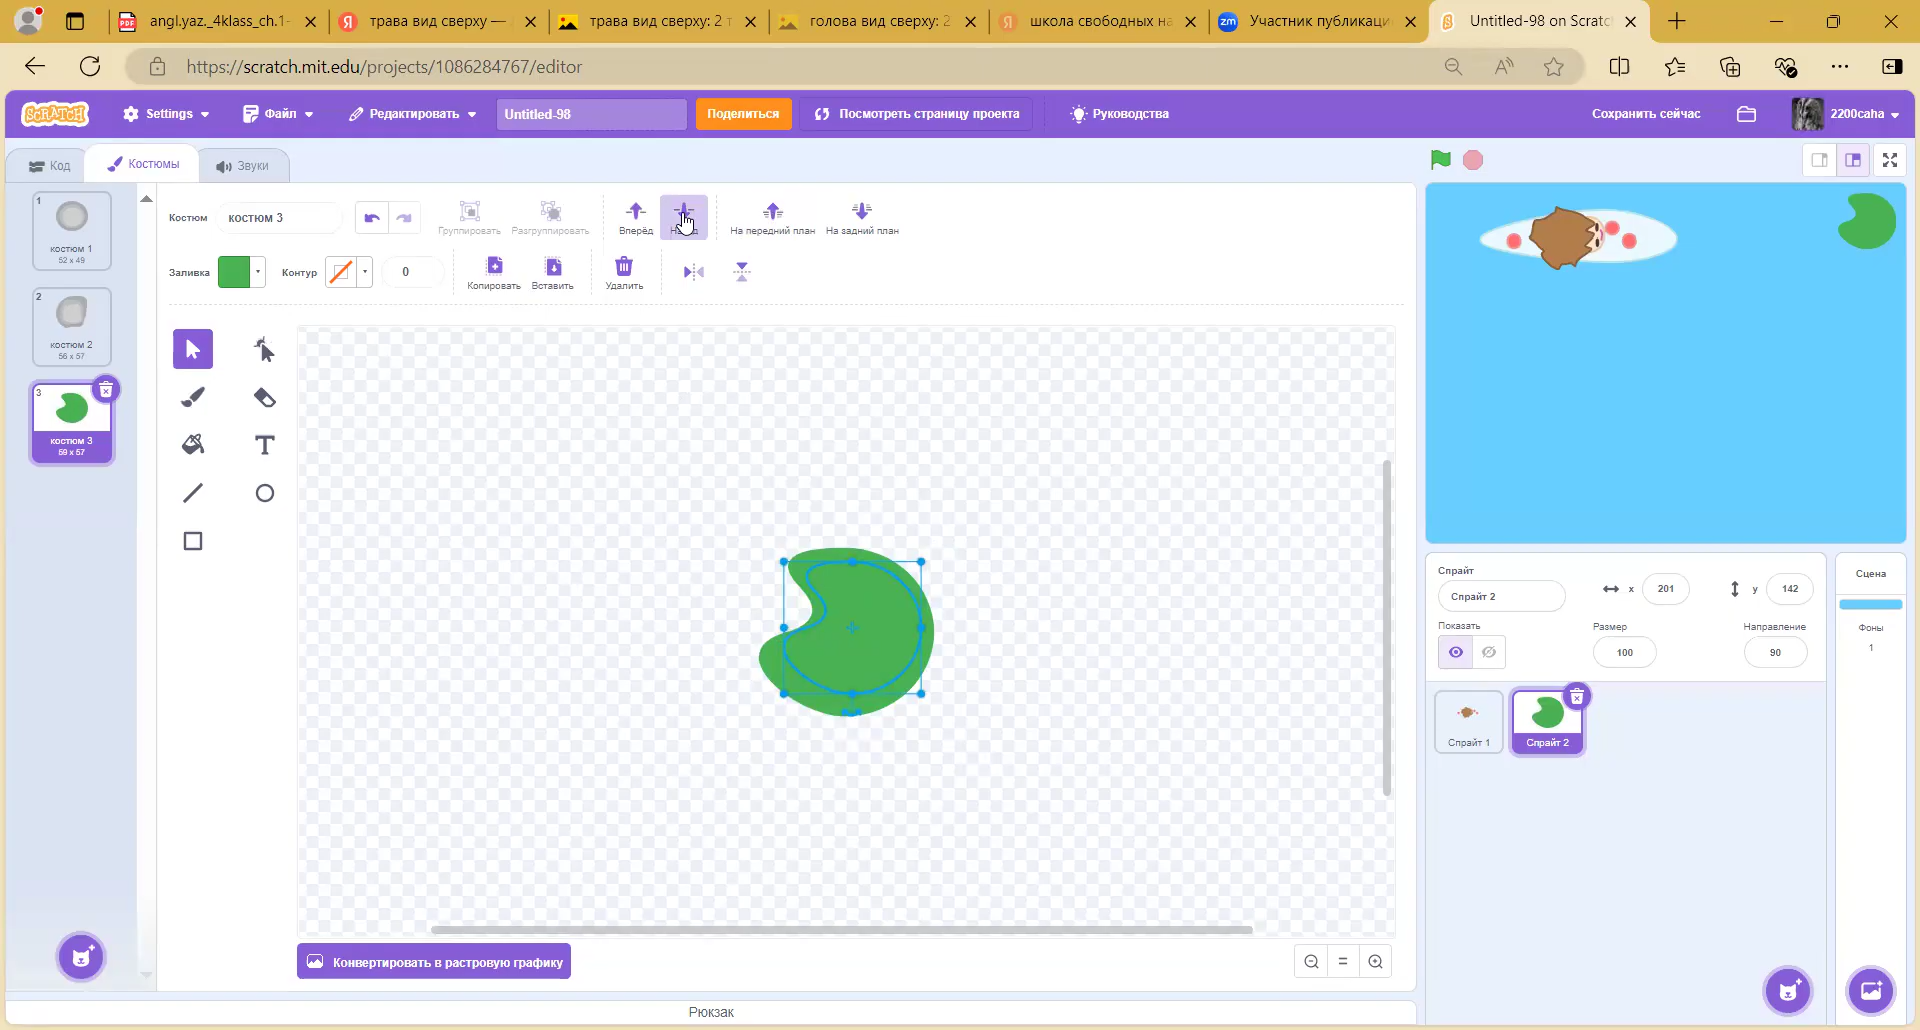 angl.yaz._4klass_ch.1-
трава вид сверху —
трава вид сверху: 2 т
голова вид сверху: 2
школа свободных на
Участник публикаци
Untitled-98 on Scratc
https://scratch.mit.edu/projects/1086284767/editor
SCRATCH
Settings
Файл
Редактировать
Untitled-98
Поделиться
Посмотреть страницу проекта
Руководства
Сохранить сейчас
2200caha
Код
Костюмы
Звуки
1
костюм 1
52 x 49
2
костюм 2
56 x 57
3
костюм 3
59 x 57
Костюм
костюм 3
Группировать
Разгруппировать
Вперёд
На передний план
На задний план
Заливка
Контур
0
Копировать
Вставить
Удалить
Конвертировать в растровую графику
Рюкзак
Спрайт
Спрайт 2
x
201
y
142
Показать
Размер
100
Направление
90
Спрайт 1
Спрайт 2
Сцена
Фоны
1